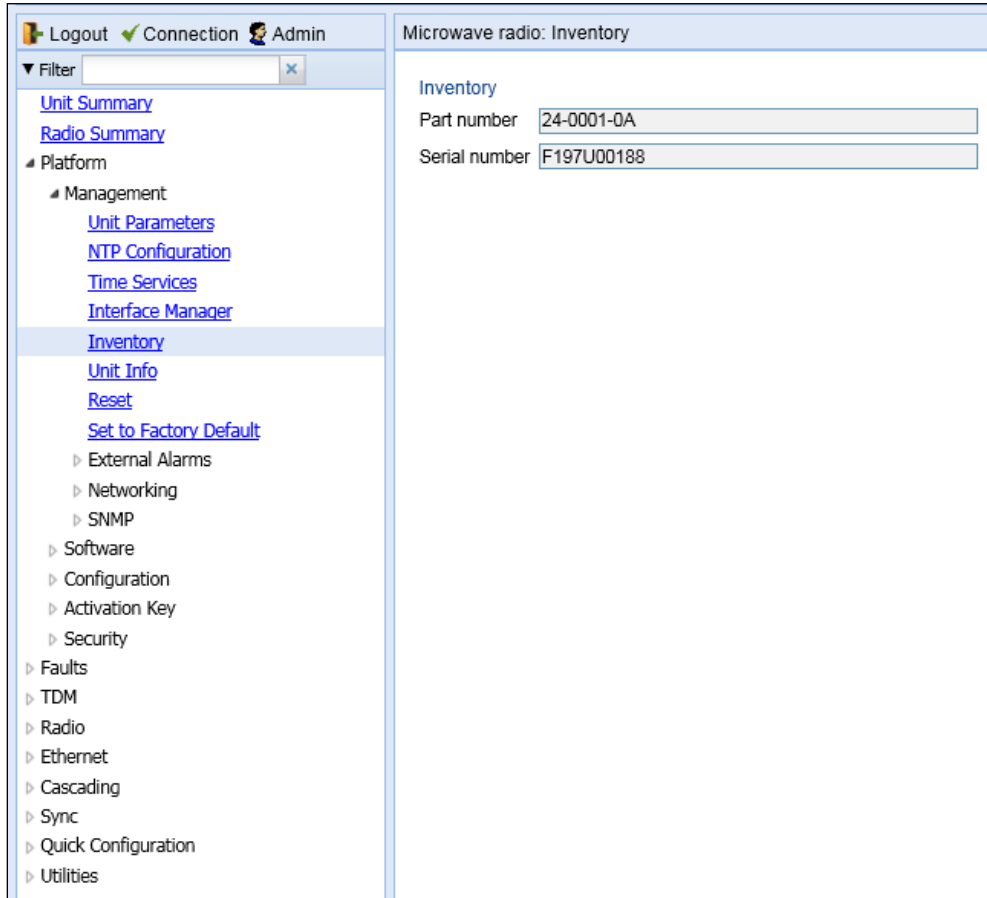 Logout Connection Admin
Filter
Unit Summary
Radio Summary
Platform
Management
Unit Parameters
NTP Configuration
Time Services
Interface Manager
Inventory
Unit Info
Reset
Set to Factory Default
External Alarms
Networking
SNMP
Software
Configuration
Activation Key
Security
Faults
TDM
Radio
Ethernet
Cascading
Sync
Quick Configuration
Utilities
Microwave radio: Inventory
Inventory
Part number 24-0001-0A
Serial number F197U00188